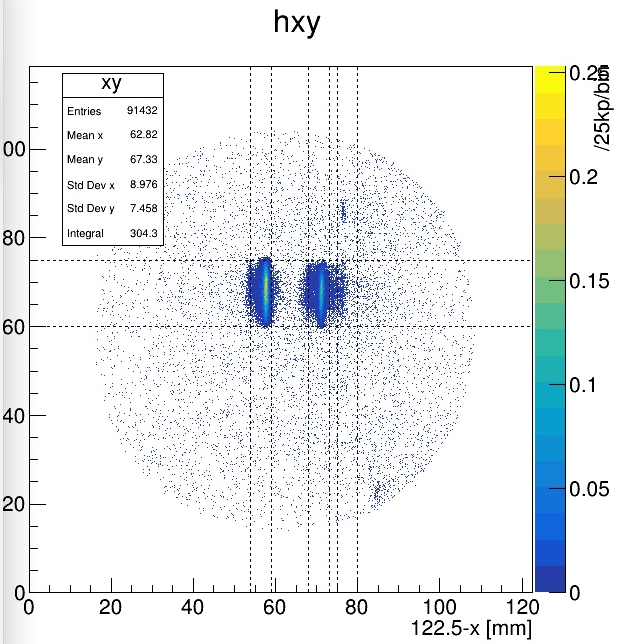 hxy
xy
Entries 91432
Mean x 62.82
Mean y 67.33
Std Dev x 8.976
Std Dev y 7.458
Integral 304.3
00
80
60
40
20
0
0 20 40 60 80 100 120
122.5-x [mm]
0.2
0.15
0.1
0.05
0
/25kp/bin